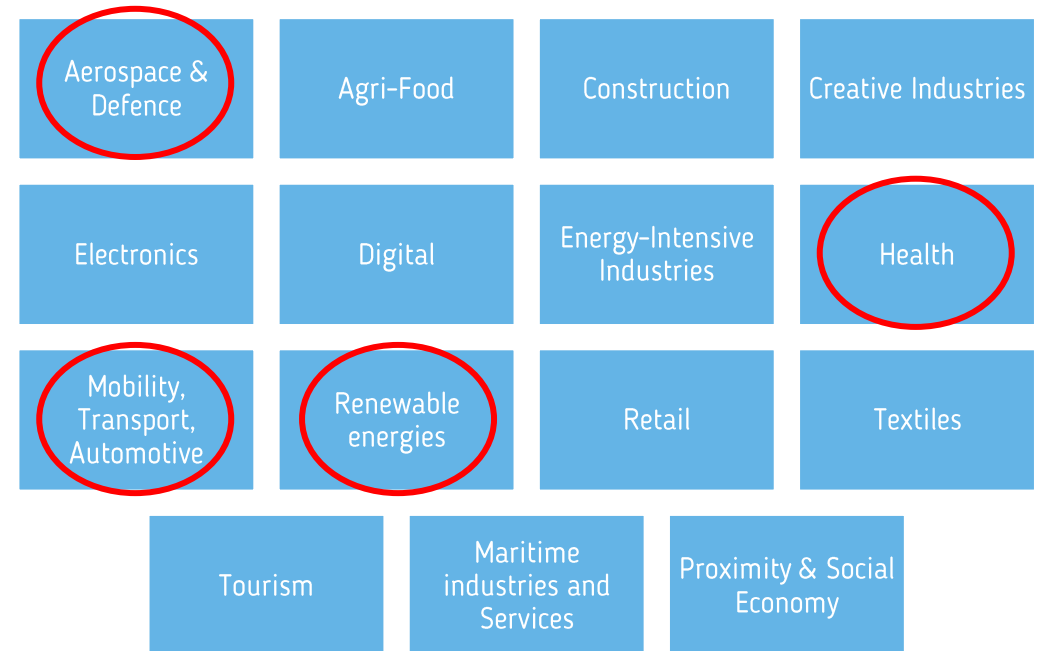 Aerospace &
Defence
Agri-Food
Construction
Creative Industries
Electronics
Digital
Energy-Intensive
Industries
Health
Mobility,
Transport,
Automotive
Renewable
energies
Retail
Textiles
Tourism
Maritime
industries and
Services
Proximity & Social
Economy